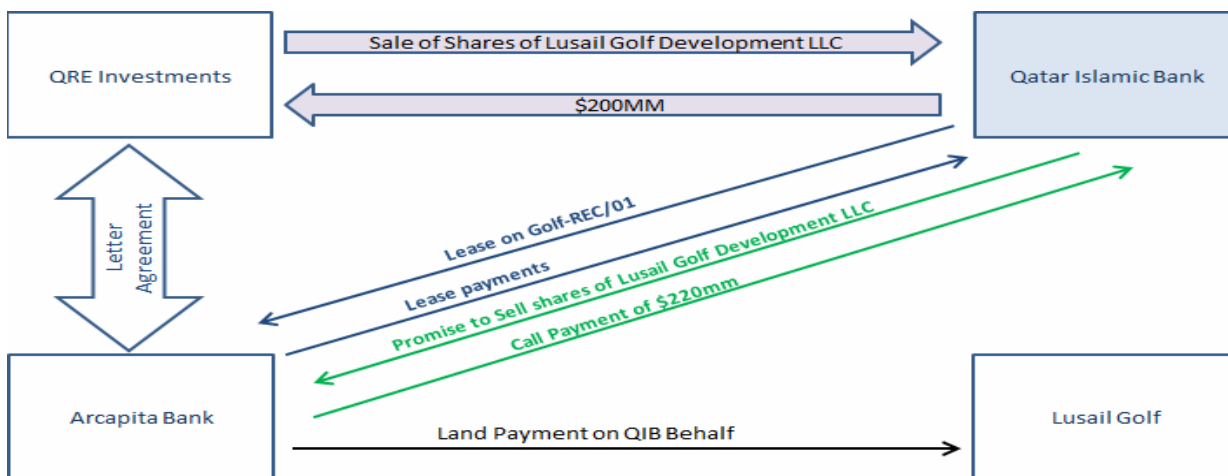 Sale of Shares of Lusail Golf Development LLC
QRE Investments
Qatar Islamic Bank
$200MM
Letter
Agreement
Lease on Golf-REC/01
Lease payments
Promise to Sell shares of Lusail Golf Development LLC
Call Payment of $220mm
Arcapita Bank
Lusail Golf
Land Payment on QIB Behalf